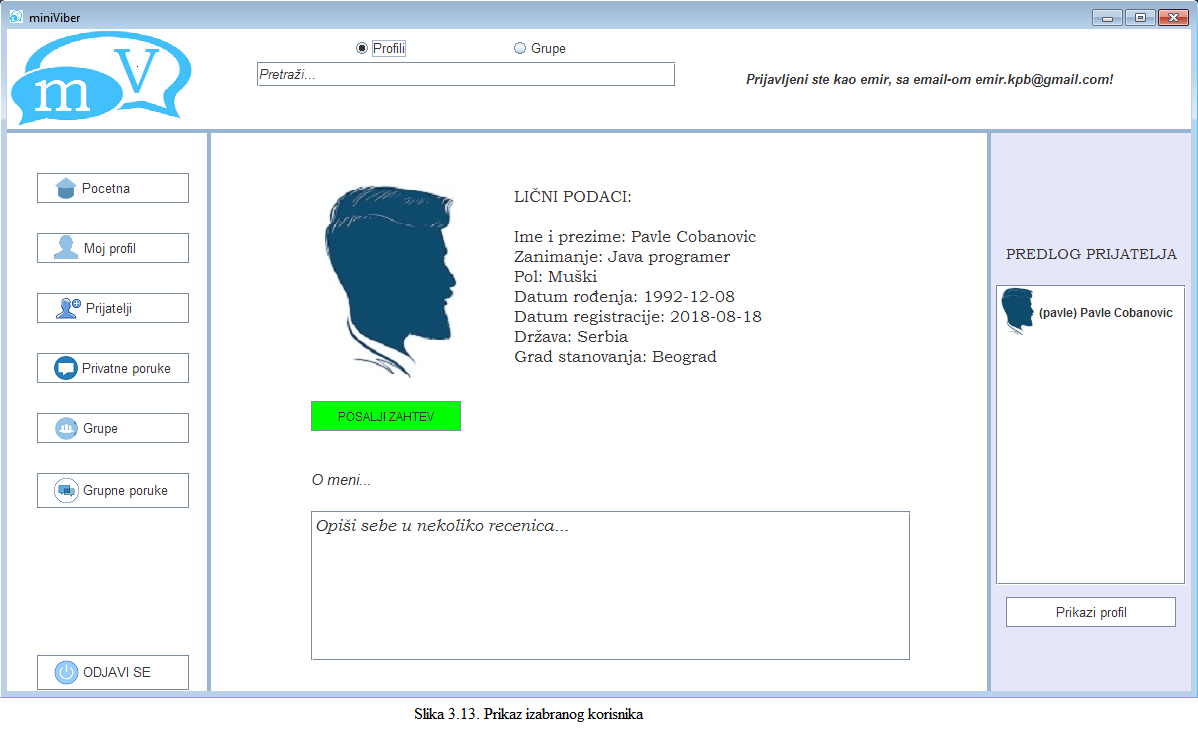 miniViber
m V
Profili
Grupe
Pretraži...
Prijavljeni ste kao emir, sa email-om emir.kpb@gmail.com!
Pocetna
Moj profil
Prijatelji
Privatne poruke
Grupe
Grupne poruke
ODJAVI SE
LIČNI PODACI:
Ime i prezime: Pavle Cobanovic
Zanimanje: Java programer
Pol: Muški
Datum rođenja: 1992-12-08
Datum registracije: 2018-08-18
Država: Serbia
Grad stanovanja: Beograd
POSALJI ZAHTEV
O meni...
Opiši sebe u nekoliko recenica...
PREDLOG PRIJATELJA
(pavle) Pavle Cobanovic
Prikazi profil
Slika 3.13. Prikaz izabranog korisnika